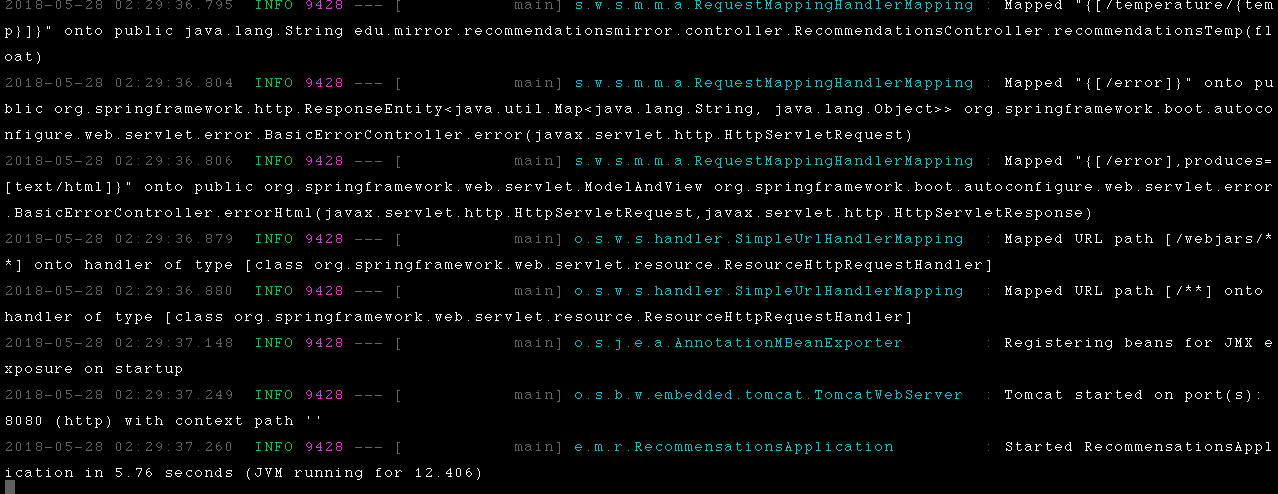 2018-05-28 02:29:36.795  INFO 9428 --- [           main] s.w.s.m.m.a.RequestMappingHandlerMapping : Mapped "{[/temperature/{tem
p}]}" onto public java.lang.String edu.mirror.recommendationsmirror.controller.RecommendationsController.recommendationsTemp(fl
oat)
2018-05-28 02:29:36.804  INFO 9428 --- [           main] s.w.s.m.m.a.RequestMappingHandlerMapping : Mapped "{[/error]}" onto pu
blic org.springframework.http.ResponseEntity<java.util.Map<java.lang.String, java.lang.Object>> org.springframework.boot.autoco
nfigure.web.servlet.error.BasicErrorController.error(javax.servlet.http.HttpServletRequest)
2018-05-28 02:29:36.806  INFO 9428 --- [           main] s.w.s.m.m.a.RequestMappingHandlerMapping : Mapped "{[/error],produces=
[text/html]}" onto public org.springframework.web.servlet.ModelAndView org.springframework.boot.autoconfigure.web.servlet.error
.BasicErrorController.errorHtml(javax.servlet.http.HttpServletRequest,javax.servlet.http.HttpServletResponse)
2018-05-28 02:29:36.879  INFO 9428 --- [           main] o.s.w.s.handler.SimpleUrlHandlerMapping  : Mapped URL path [/webjars/*
*] onto handler of type [class org.springframework.web.servlet.resource.ResourceHttpRequestHandler]
2018-05-28 02:29:36.880  INFO 9428 --- [           main] o.s.w.s.handler.SimpleUrlHandlerMapping  : Mapped URL path [/**] onto
handler of type [class org.springframework.web.servlet.resource.ResourceHttpRequestHandler]
2018-05-28 02:29:37.148  INFO 9428 --- [           main] o.s.j.e.a.AnnotationMBeanExporter        : Registering beans for JMX e
xposure on startup
2018-05-28 02:29:37.249  INFO 9428 --- [           main] o.s.b.w.embedded.tomcat.TomcatWebServer  : Tomcat started on port(s):
8080 (http) with context path ''
2018-05-28 02:29:37.260  INFO 9428 --- [           main] e.m.r.RecommensationsApplication         : Started RecommensationsAppl
ication in 5.76 seconds (JVM running for 12.406)